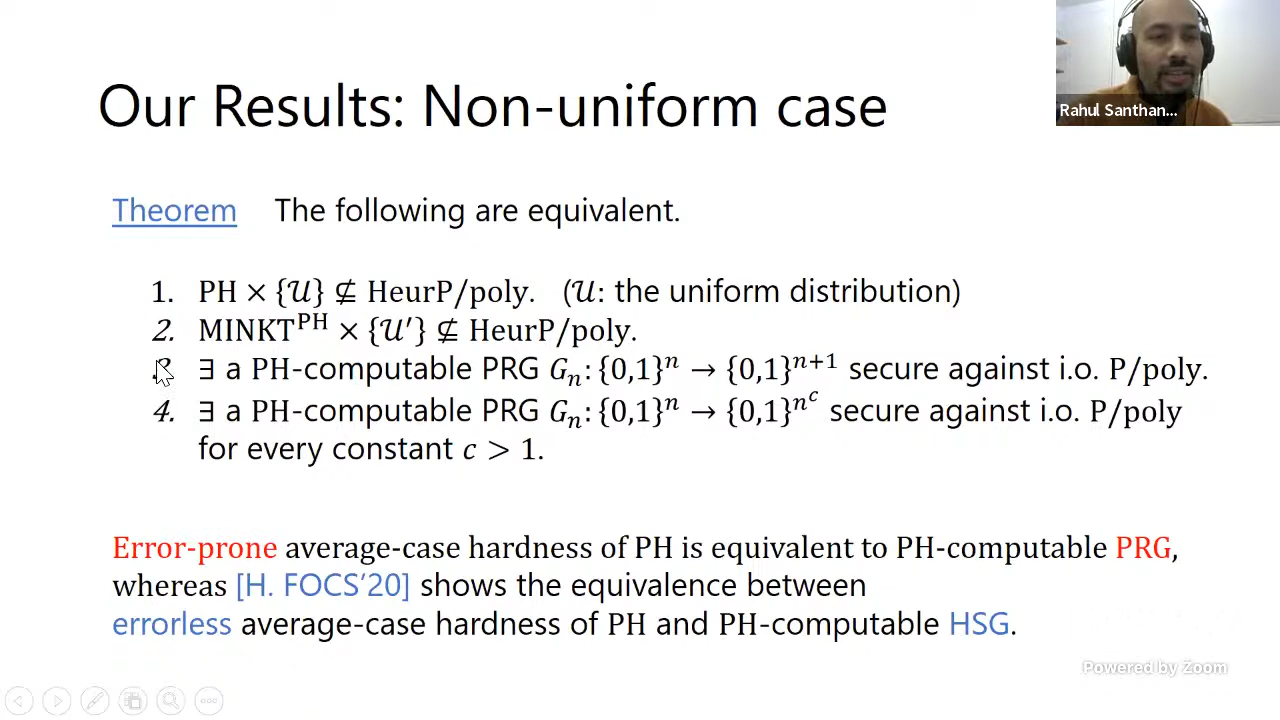 Rahul Santhan...
Our Results: Non-uniform case
Theorem The following are equivalent.
1. PH × {𝒰} ⊈ HeurP/poly. (𝒰: the uniform distribution)
2. MINKT^PH × {𝒰′} ⊈ HeurP/poly.
∃ a PH-computable PRG Gₙ: {0,1}ⁿ → {0,1}ⁿ⁺¹ secure against i.o. P/poly.
4. ∃ a PH-computable PRG Gₙ: {0,1}ⁿ → {0,1}^{n^c} secure against i.o. P/poly
for every constant c > 1.
Error-prone average-case hardness of PH is equivalent to PH-computable PRG,
whereas [H. FOCS’20] shows the equivalence between
errorless average-case hardness of PH and PH-computable HSG.
Powered by Zoom